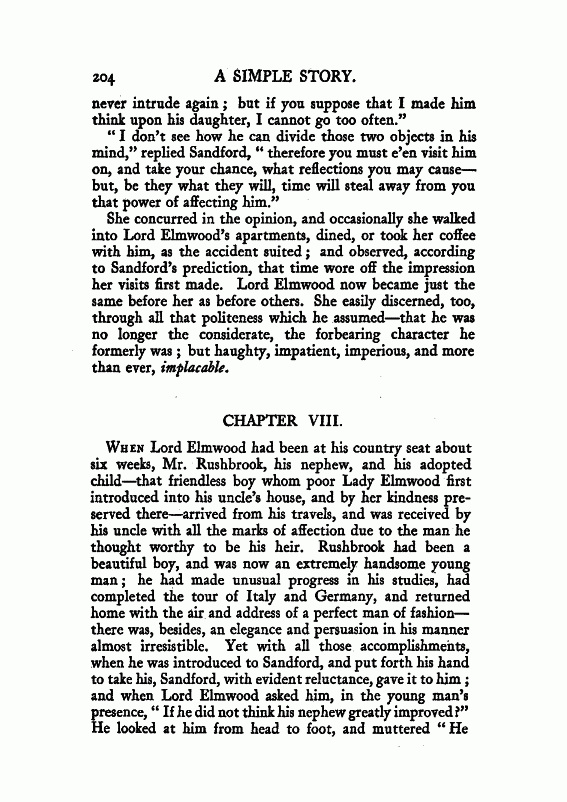 204 A SIMPLE STORY.
never intrude again ; but if you suppose that I made him
think upon his daughter, I cannot go too often.”
“ I don’t see how he can divide those two objects in his
mind,” replied Sandford, “ therefore you must e’en visit him
on, and take your chance, what reflections you may cause—
but, be they what they will, time will steal away from you
that power of affecting him.”
She concurred in the opinion, and occasionally she walked
into Lord Elmwood’s apartments, dined, or took her coffee
with him, as the accident suited ; and observed, according
to Sandford’s prediction, that time wore off the impression
her visits first made. Lord Elmwood now became just the
same before her as before others. She easily discerned, too,
through all that politeness which he assumed—that he was
no longer the considerate, the forbearing character he
formerly was ; but haughty, impatient, imperious, and more
than ever, implacable.
CHAPTER VIII.
WHEN Lord Elmwood had been at his country seat about
six weeks, Mr. Rushbrook, his nephew, and his adopted
child—that friendless boy whom poor Lady Elmwood first
introduced into his uncle’s house, and by her kindness pre-
served there—arrived from his travels, and was received by
his uncle with all the marks of affection due to the man he
thought worthy to be his heir. Rushbrook had been a
beautiful boy, and was now an extremely handsome young
man ; he had made unusual progress in his studies, had
completed the tour of Italy and Germany, and returned
home with the air and address of a perfect man of fashion—
there was, besides, an elegance and persuasion in his manner
almost irresistible. Yet with all those accomplishments,
when he was introduced to Sandford, and put forth his hand
to take his, Sandford, with evident reluctance, gave it to him ;
and when Lord Elmwood asked him, in the young man’s
presence, “ If he did not think his nephew greatly improved?”
He looked at him from head to foot, and muttered “ He